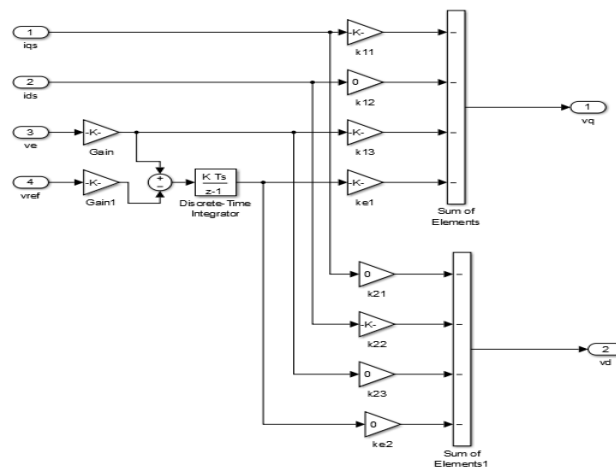 1
iqs
-K-
k11
2
ids
0
k12
1
vq
3
ve
-K-
Gain
-K-
k13
4
vref
-K-
Gain1
+
−
K Ts
z-1
Discrete-Time
Integrator
-K-
ke1
−
−
−
−
Sum of
Elements
0
k21
-K-
k22
2
vd
0
k23
0
ke2
−
−
−
−
Sum of
Elements1